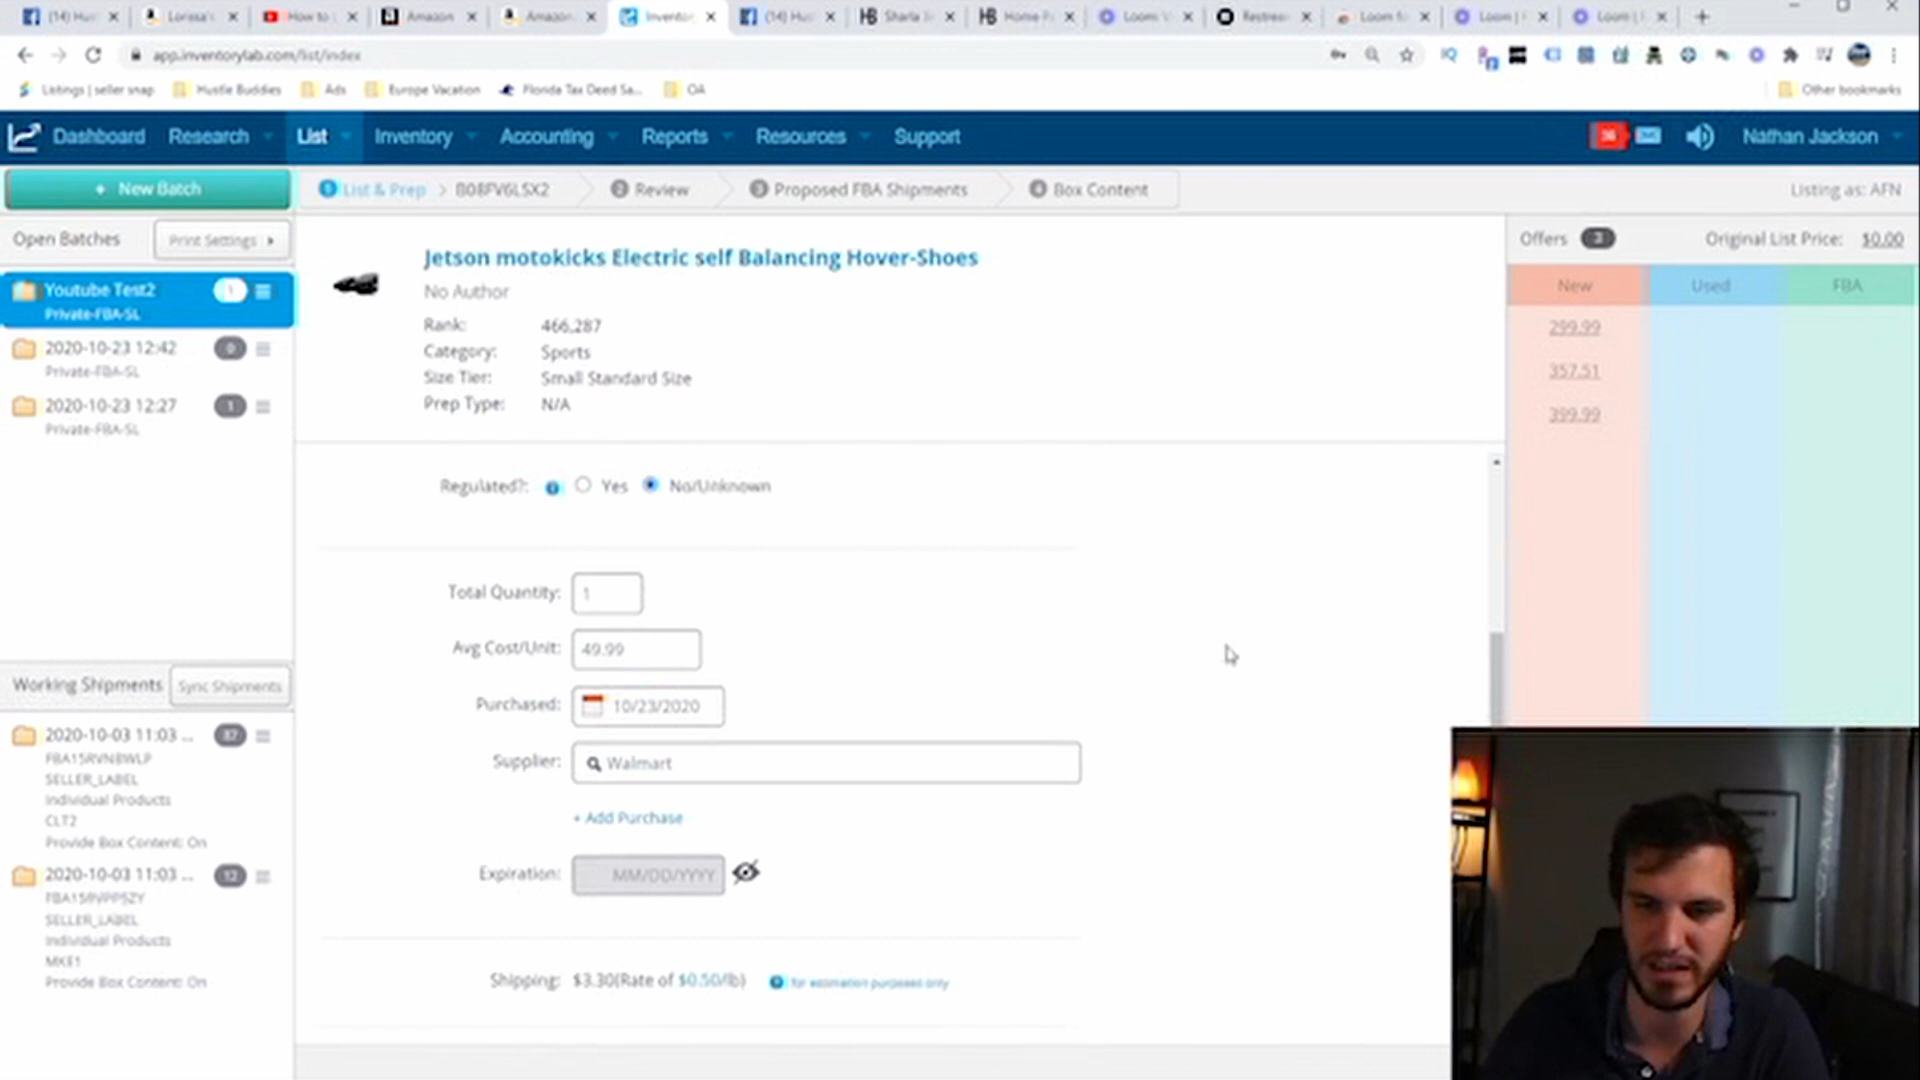 (14) Hus
Lorissa's
How to
Amazon
Amazon.
Inventor
(14) Hus
Sharla
Home P
Loom
Restrea
Loom f
Loom |
Loom |
app.inventorylab.com/list/index
Listings | seller snap
Hustle Buddies
Ads
Europe Vacation
Florida Tax Deed Sa...
OA
Other bookmarks
Dashboard
Research
List
Inventory
Accounting
Reports
Resources
Support
Nathan Jackson
+ New Batch
1 List & Prep
B08FV6LSX2
2 Review
3 Proposed FBA Shipments
4 Box Content
Listing as: AFN
Open Batches
Print Settings
Youtube Test2 1
Private-FBA-SL
2020-10-23 12:42 0
Private-FBA-SL
2020-10-23 12:27 1
Private-FBA-SL
Working Shipments
Sync Shipments
2020-10-03 11:03 ... 87
FBA15RVNBWLP
SELLER_LABEL
Individual Products
CLT2
Provide Box Content: On
2020-10-03 11:03 ... 12
SELLER_LABEL
Individual Products
MKE1
Provide Box Content: On
Jetson motokicks Electric self Balancing Hover-Shoes
No Author
Rank: 466,287
Category: Sports
Size Tier: Small Standard Size
Prep Type: N/A
Regulated?: Yes No/Unknown
Total Quantity: 1
Avg Cost/Unit: 49.99
Purchased: 10/23/2020
Supplier: Walmart
+ Add Purchase
Expiration: MM/DD/YYYY
Shipping: $3.30(Rate of $0.50/lb) for estimation purposes only
Offers 3
Original List Price: $0.00
New
Used
FBA
299.99
357.51
399.99